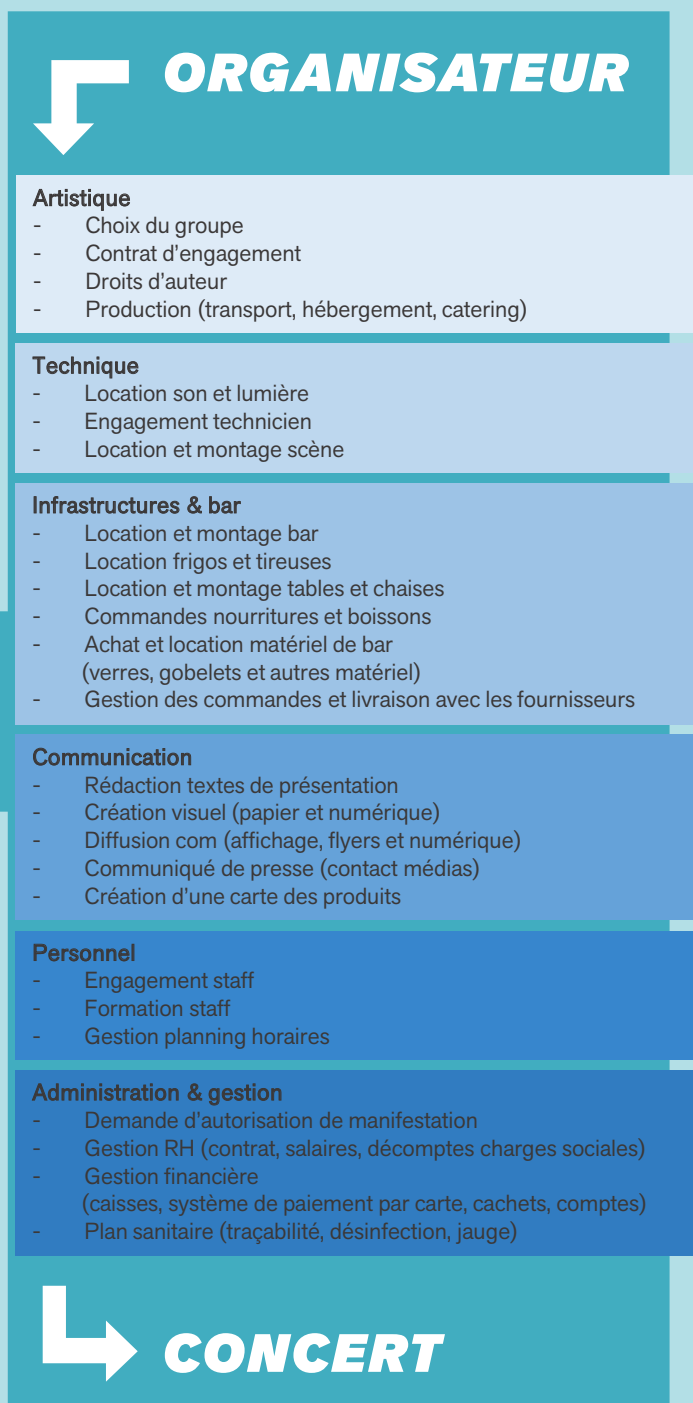 ORGANISATEUR
Artistique
- Choix du groupe
- Contrat d'engagement
- Droits d'auteur
- Production (transport, hébergement, catering)
Technique
- Location son et lumière
- Engagement technicien
- Location et montage scène
Infrastructures & bar
- Location et montage bar
- Location frigos et tireuses
- Location et montage tables et chaises
- Commandes nourritures et boissons
- Achat et location matériel de bar
(verres, gobelets et autres matériel)
- Gestion des commandes et livraison avec les fournisseurs
Communication
- Rédaction textes de présentation
- Création visuel (papier et numérique)
- Diffusion com (affichage, flyers et numérique)
- Communiqué de presse (contact médias)
- Création d'une carte des produits
Personnel
- Engagement staff
- Formation staff
- Gestion planning horaires
Administration & gestion
- Demande d'autorisation de manifestation
- Gestion RH (contrat, salaires, décomptes charges sociales)
- Gestion financière
(caisses, système de paiement par carte, cachets, comptes)
- Plan sanitaire (traçabilité, désinfection, jauge)
CONCERT